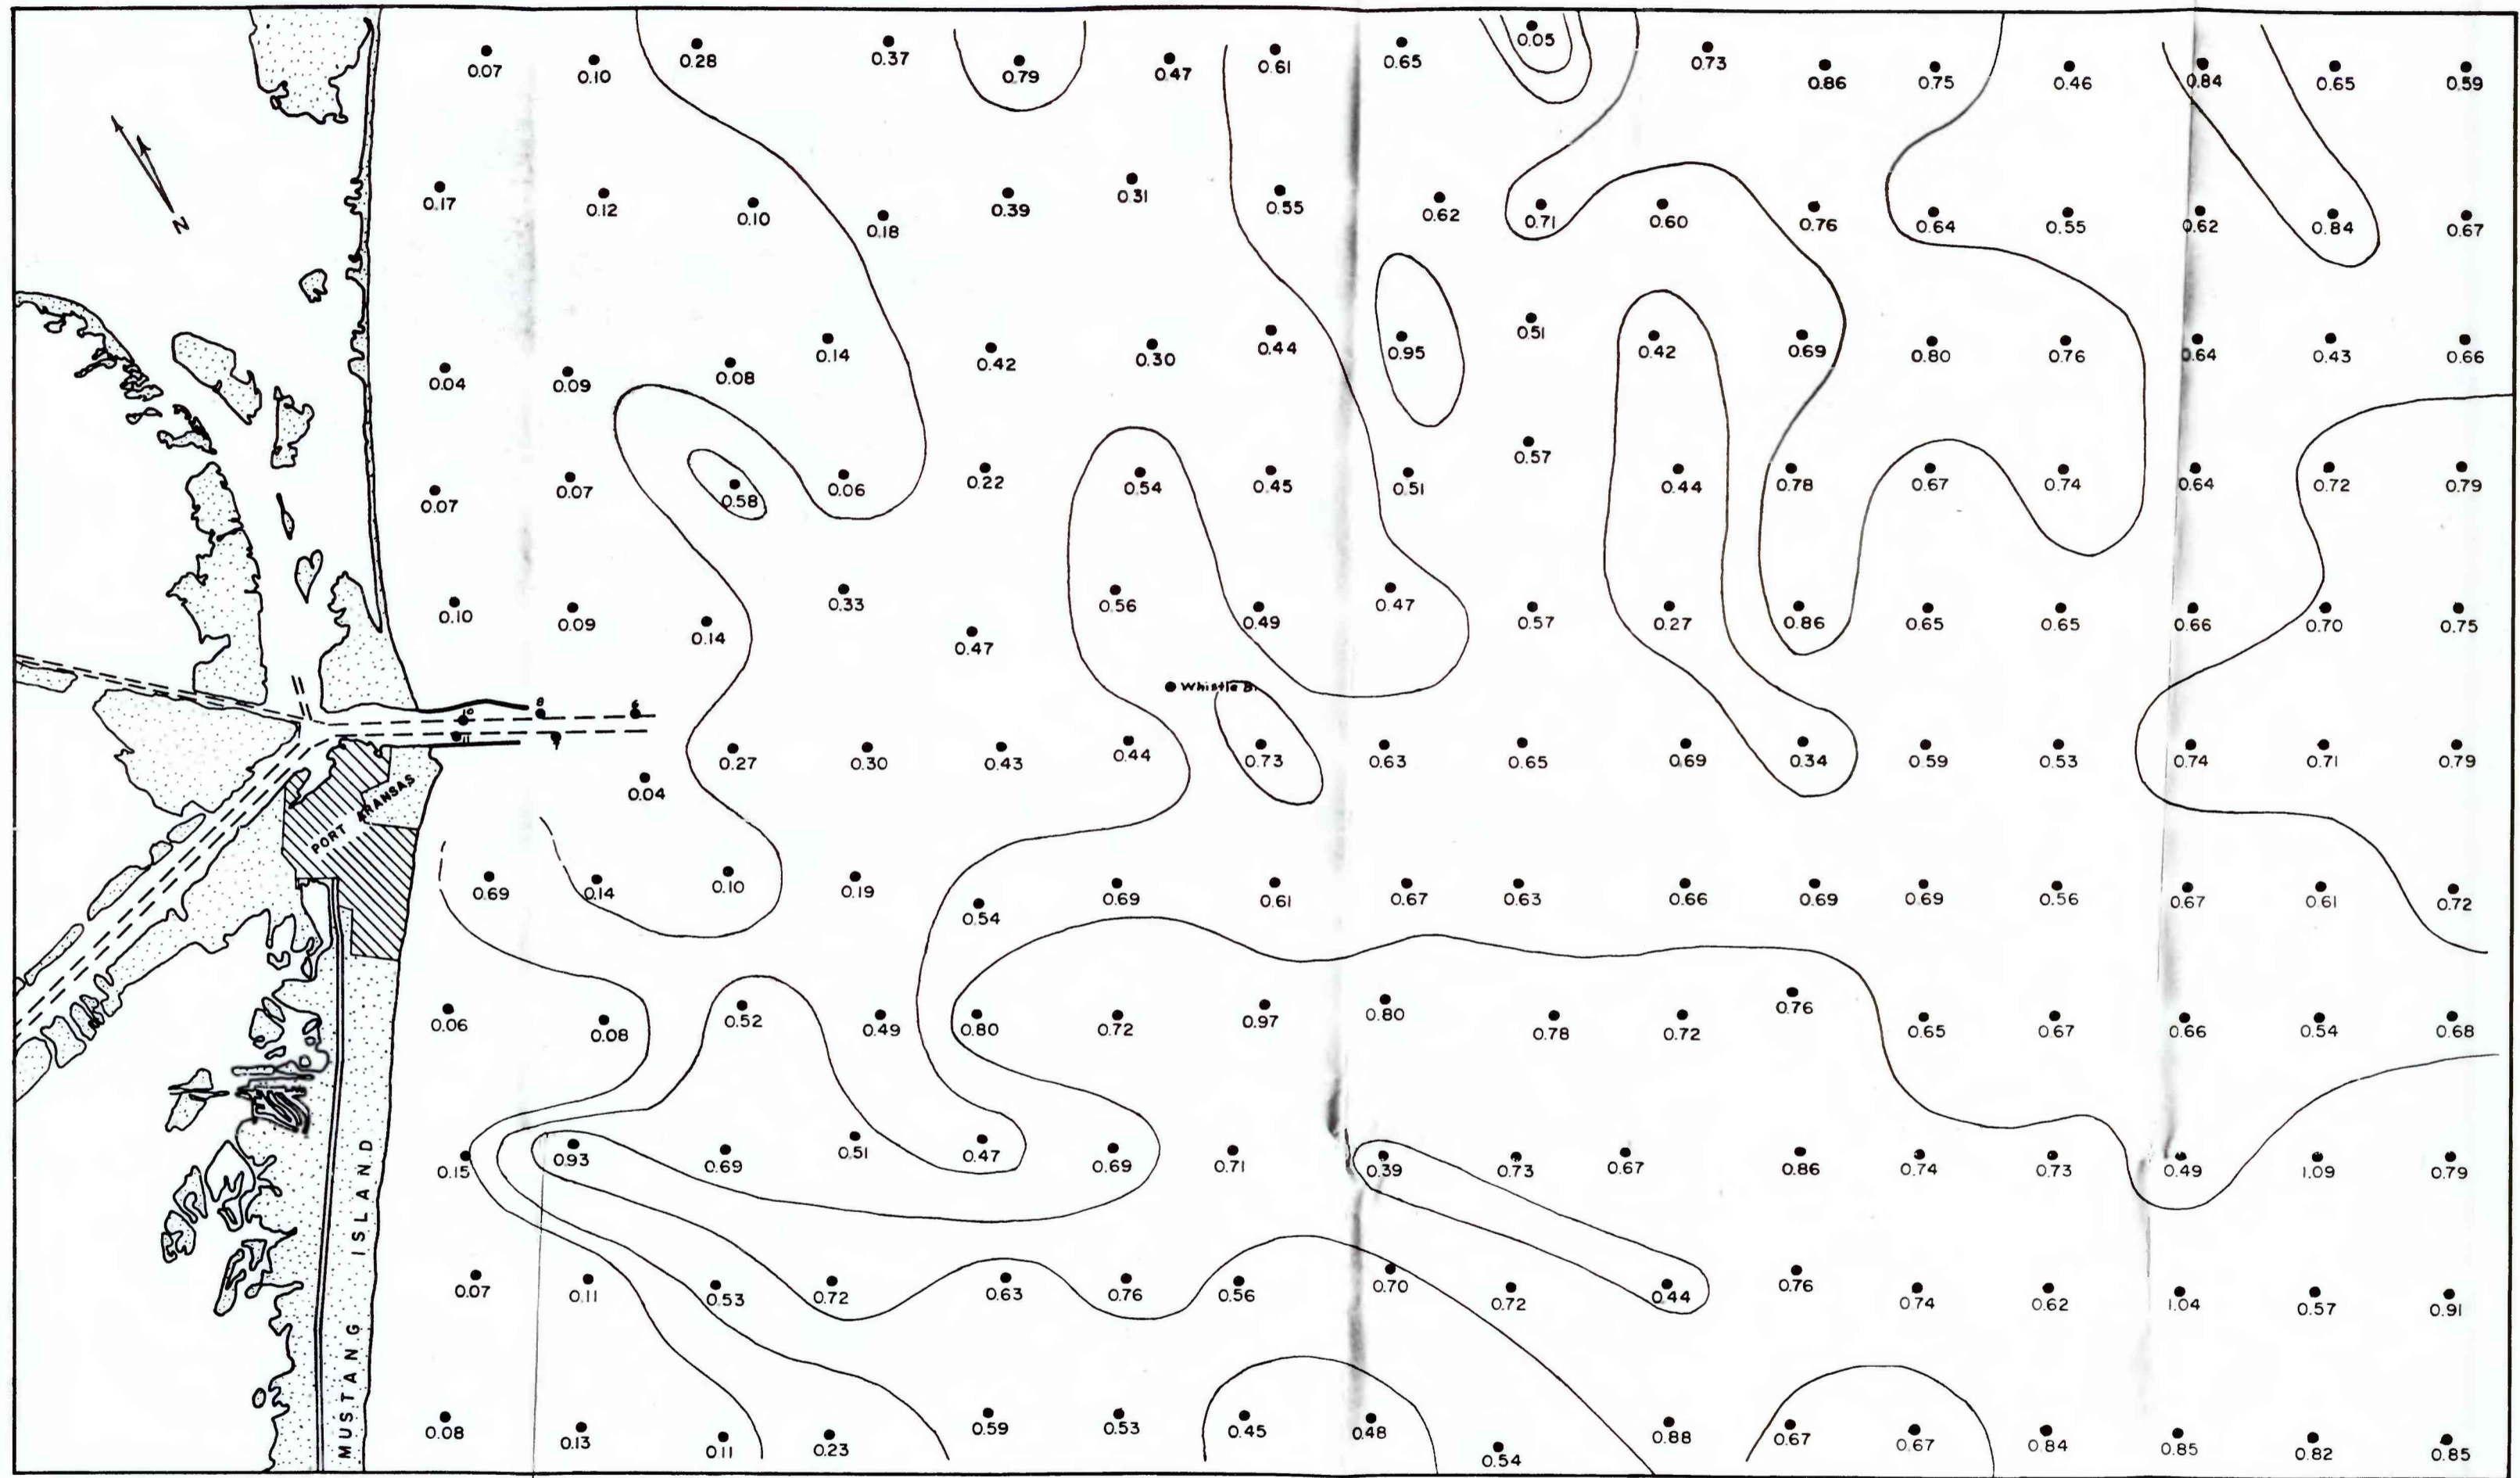 0.07 0.10 0.28 0.37 0.79 0.47 0.61 0.65 0.05 0.73 0.86 0.75 0.46 0.84 0.65 0.59
0.17 0.12 0.10 0.18 0.39 0.31 0.55 0.62 0.71 0.60 0.76 0.64 0.55 0.62 0.84 0.67
N
0.04 0.09 0.08 0.14 0.42 0.30 0.44 0.95 0.51 0.42 0.69 0.80 0.76 0.64 0.43 0.66
0.07 0.07 0.58 0.06 0.22 0.54 0.45 0.51 0.57 0.44 0.78 0.67 0.74 0.64 0.72 0.79
0.10 0.09 0.14 0.33 0.47 0.56 0.49 0.47 0.57 0.27 0.86 0.65 0.65 0.66 0.70 0.75
Whistle B.
10 8 6
11 7
0.04 0.27 0.30 0.43 0.44 0.73 0.63 0.65 0.69 0.34 0.59 0.53 0.74 0.71 0.79
PORT ARANSAS
0.69 0.14 0.10 0.19 0.54 0.69 0.61 0.67 0.63 0.66 0.69 0.69 0.56 0.67 0.61 0.72
0.06 0.08 0.52 0.49 0.80 0.72 0.97 0.80 0.78 0.72 0.76 0.65 0.67 0.66 0.54 0.68
0.15 0.93 0.69 0.51 0.47 0.69 0.71 0.39 0.73 0.67 0.86 0.74 0.73 0.49 1.09 0.79
0.07 0.11 0.53 0.72 0.63 0.76 0.56 0.70 0.72 0.44 0.76 0.74 0.62 1.04 0.57 0.91
MUSTANG ISLAND
0.08 0.13 0.11 0.23 0.59 0.53 0.45 0.48 0.54 0.88 0.67 0.67 0.84 0.85 0.82 0.85